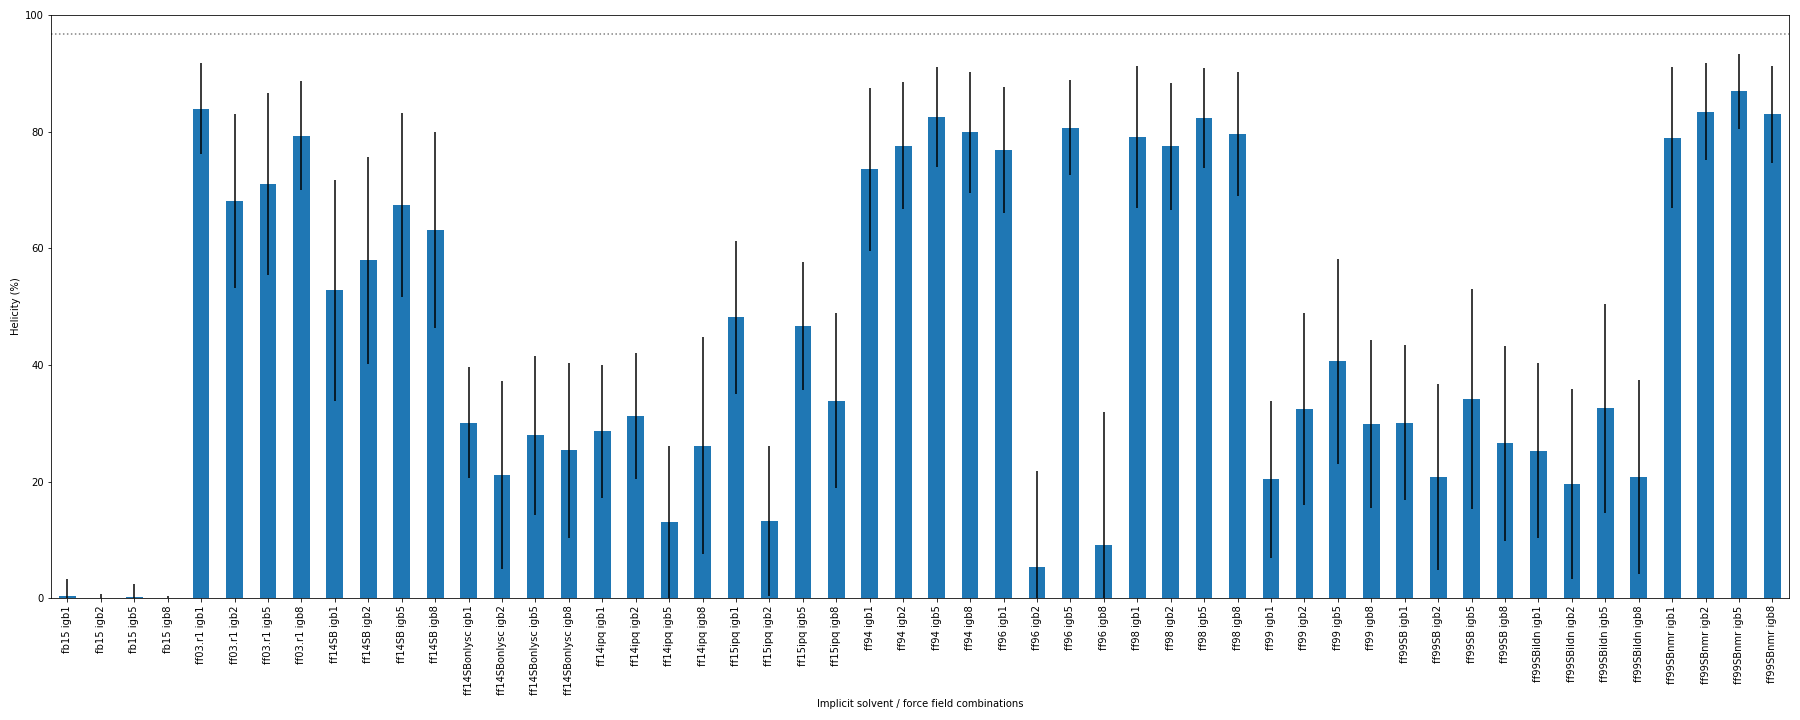 100
80
60
40
20
0
Helicity (%)
fb15 igb1
fb15 igb2
fb15 igb5
fb15 igb8
ff03.r1 igb1
ff03.r1 igb2
ff03.r1 igb5
ff03.r1 igb8
ff14SB igb1
ff14SB igb2
ff14SB igb5
ff14SB igb8
ff14SBonlysc igb1
ff14SBonlysc igb2
ff14SBonlysc igb5
ff14SBonlysc igb8
ff14ipq igb1
ff14ipq igb2
ff14ipq igb5
ff14ipq igb8
ff15ipq igb1
ff15ipq igb2
ff15ipq igb5
ff15ipq igb8
ff94 igb1
ff94 igb2
ff94 igb5
ff94 igb8
ff96 igb1
ff96 igb2
ff96 igb5
ff96 igb8
ff98 igb1
ff98 igb2
ff98 igb5
ff98 igb8
ff99 igb1
ff99 igb2
ff99 igb5
ff99 igb8
ff99SB igb1
ff99SB igb2
ff99SB igb5
ff99SB igb8
ff99SBildn igb1
ff99SBildn igb2
ff99SBildn igb5
ff99SBildn igb8
ff99SBnmr igb1
ff99SBnmr igb2
ff99SBnmr igb5
ff99SBnmr igb8
Implicit solvent / force field combinations